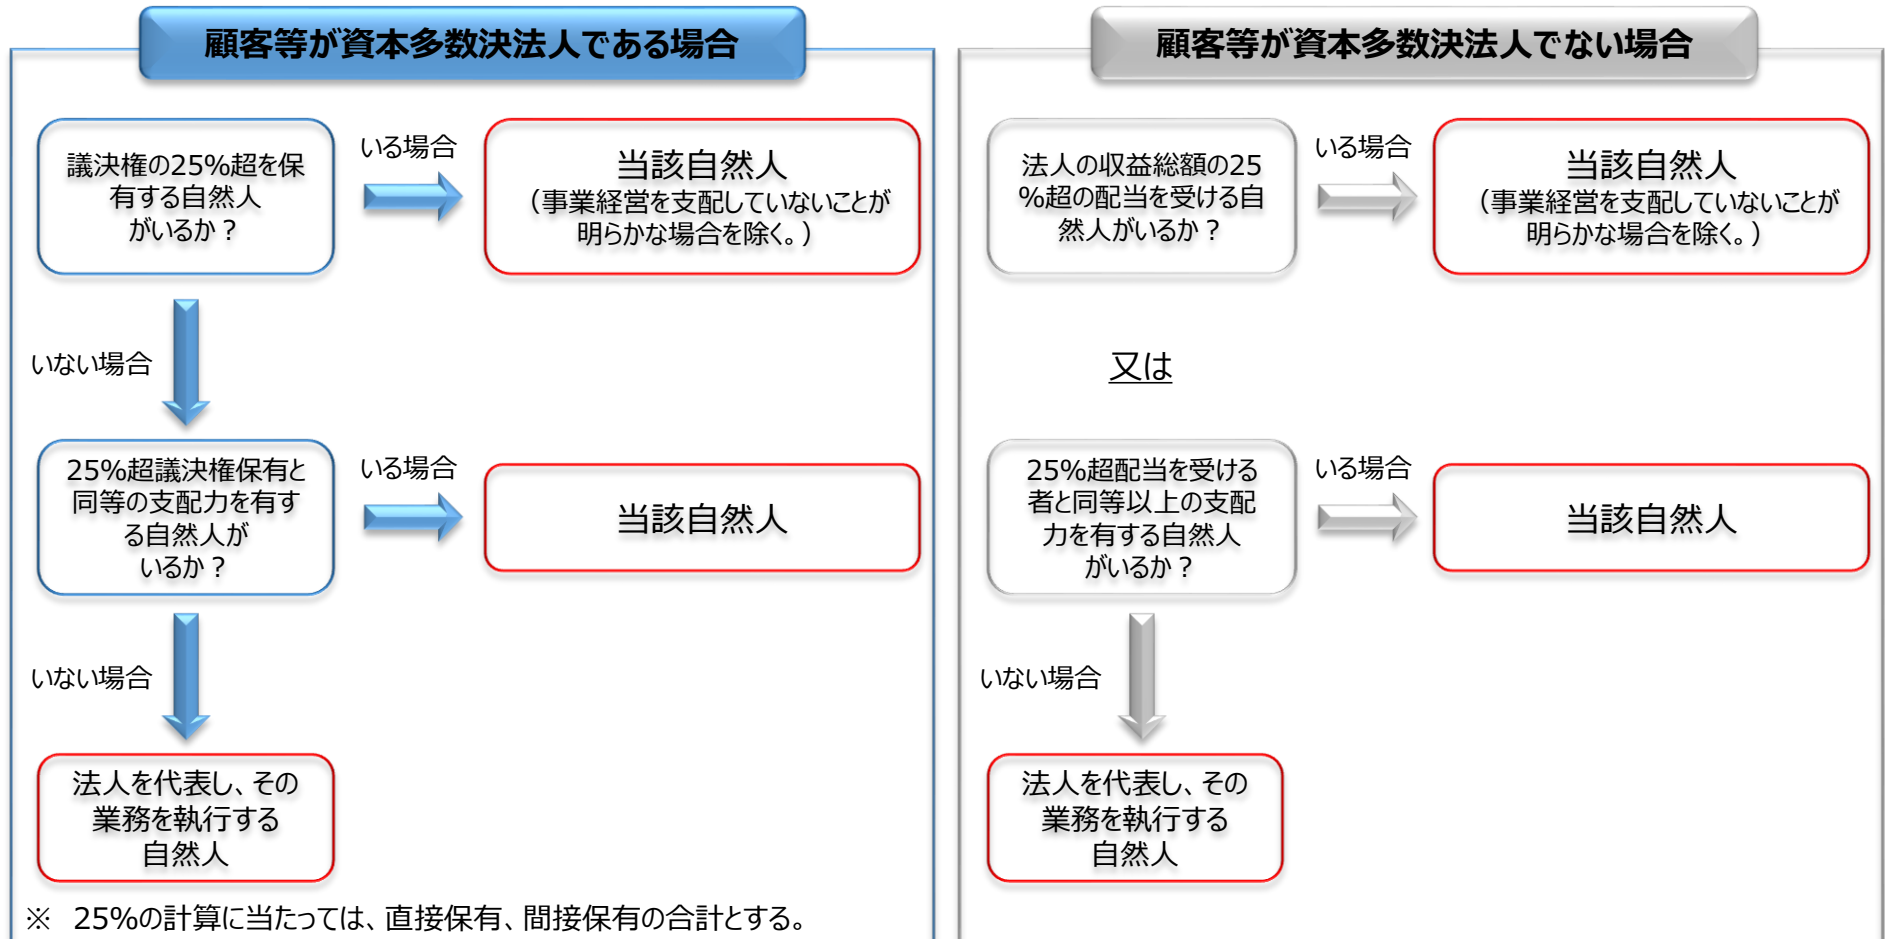 顧客等が資本多数決法人である場合
議決権の25%超を保
有する自然人
がいるか？
いる場合
当該自然人
（事業経営を支配していないことが
明らかな場合を除く。）
いない場合
25%超議決権保有と
同等の支配力を有す
る自然人が
いるか？
いる場合
当該自然人
いない場合
法人を代表し、その
業務を執行する
自然人
※ 25%の計算に当たっては、直接保有、間接保有の合計とする。
顧客等が資本多数決法人でない場合
法人の収益総額の25
%超の配当を受ける自
然人がいるか？
いる場合
当該自然人
（事業経営を支配していないことが
明らかな場合を除く。）
又は
25%超配当を受ける
者と同等以上の支配
力を有する自然人
がいるか？
いる場合
当該自然人
いない場合
法人を代表し、その
業務を執行する
自然人